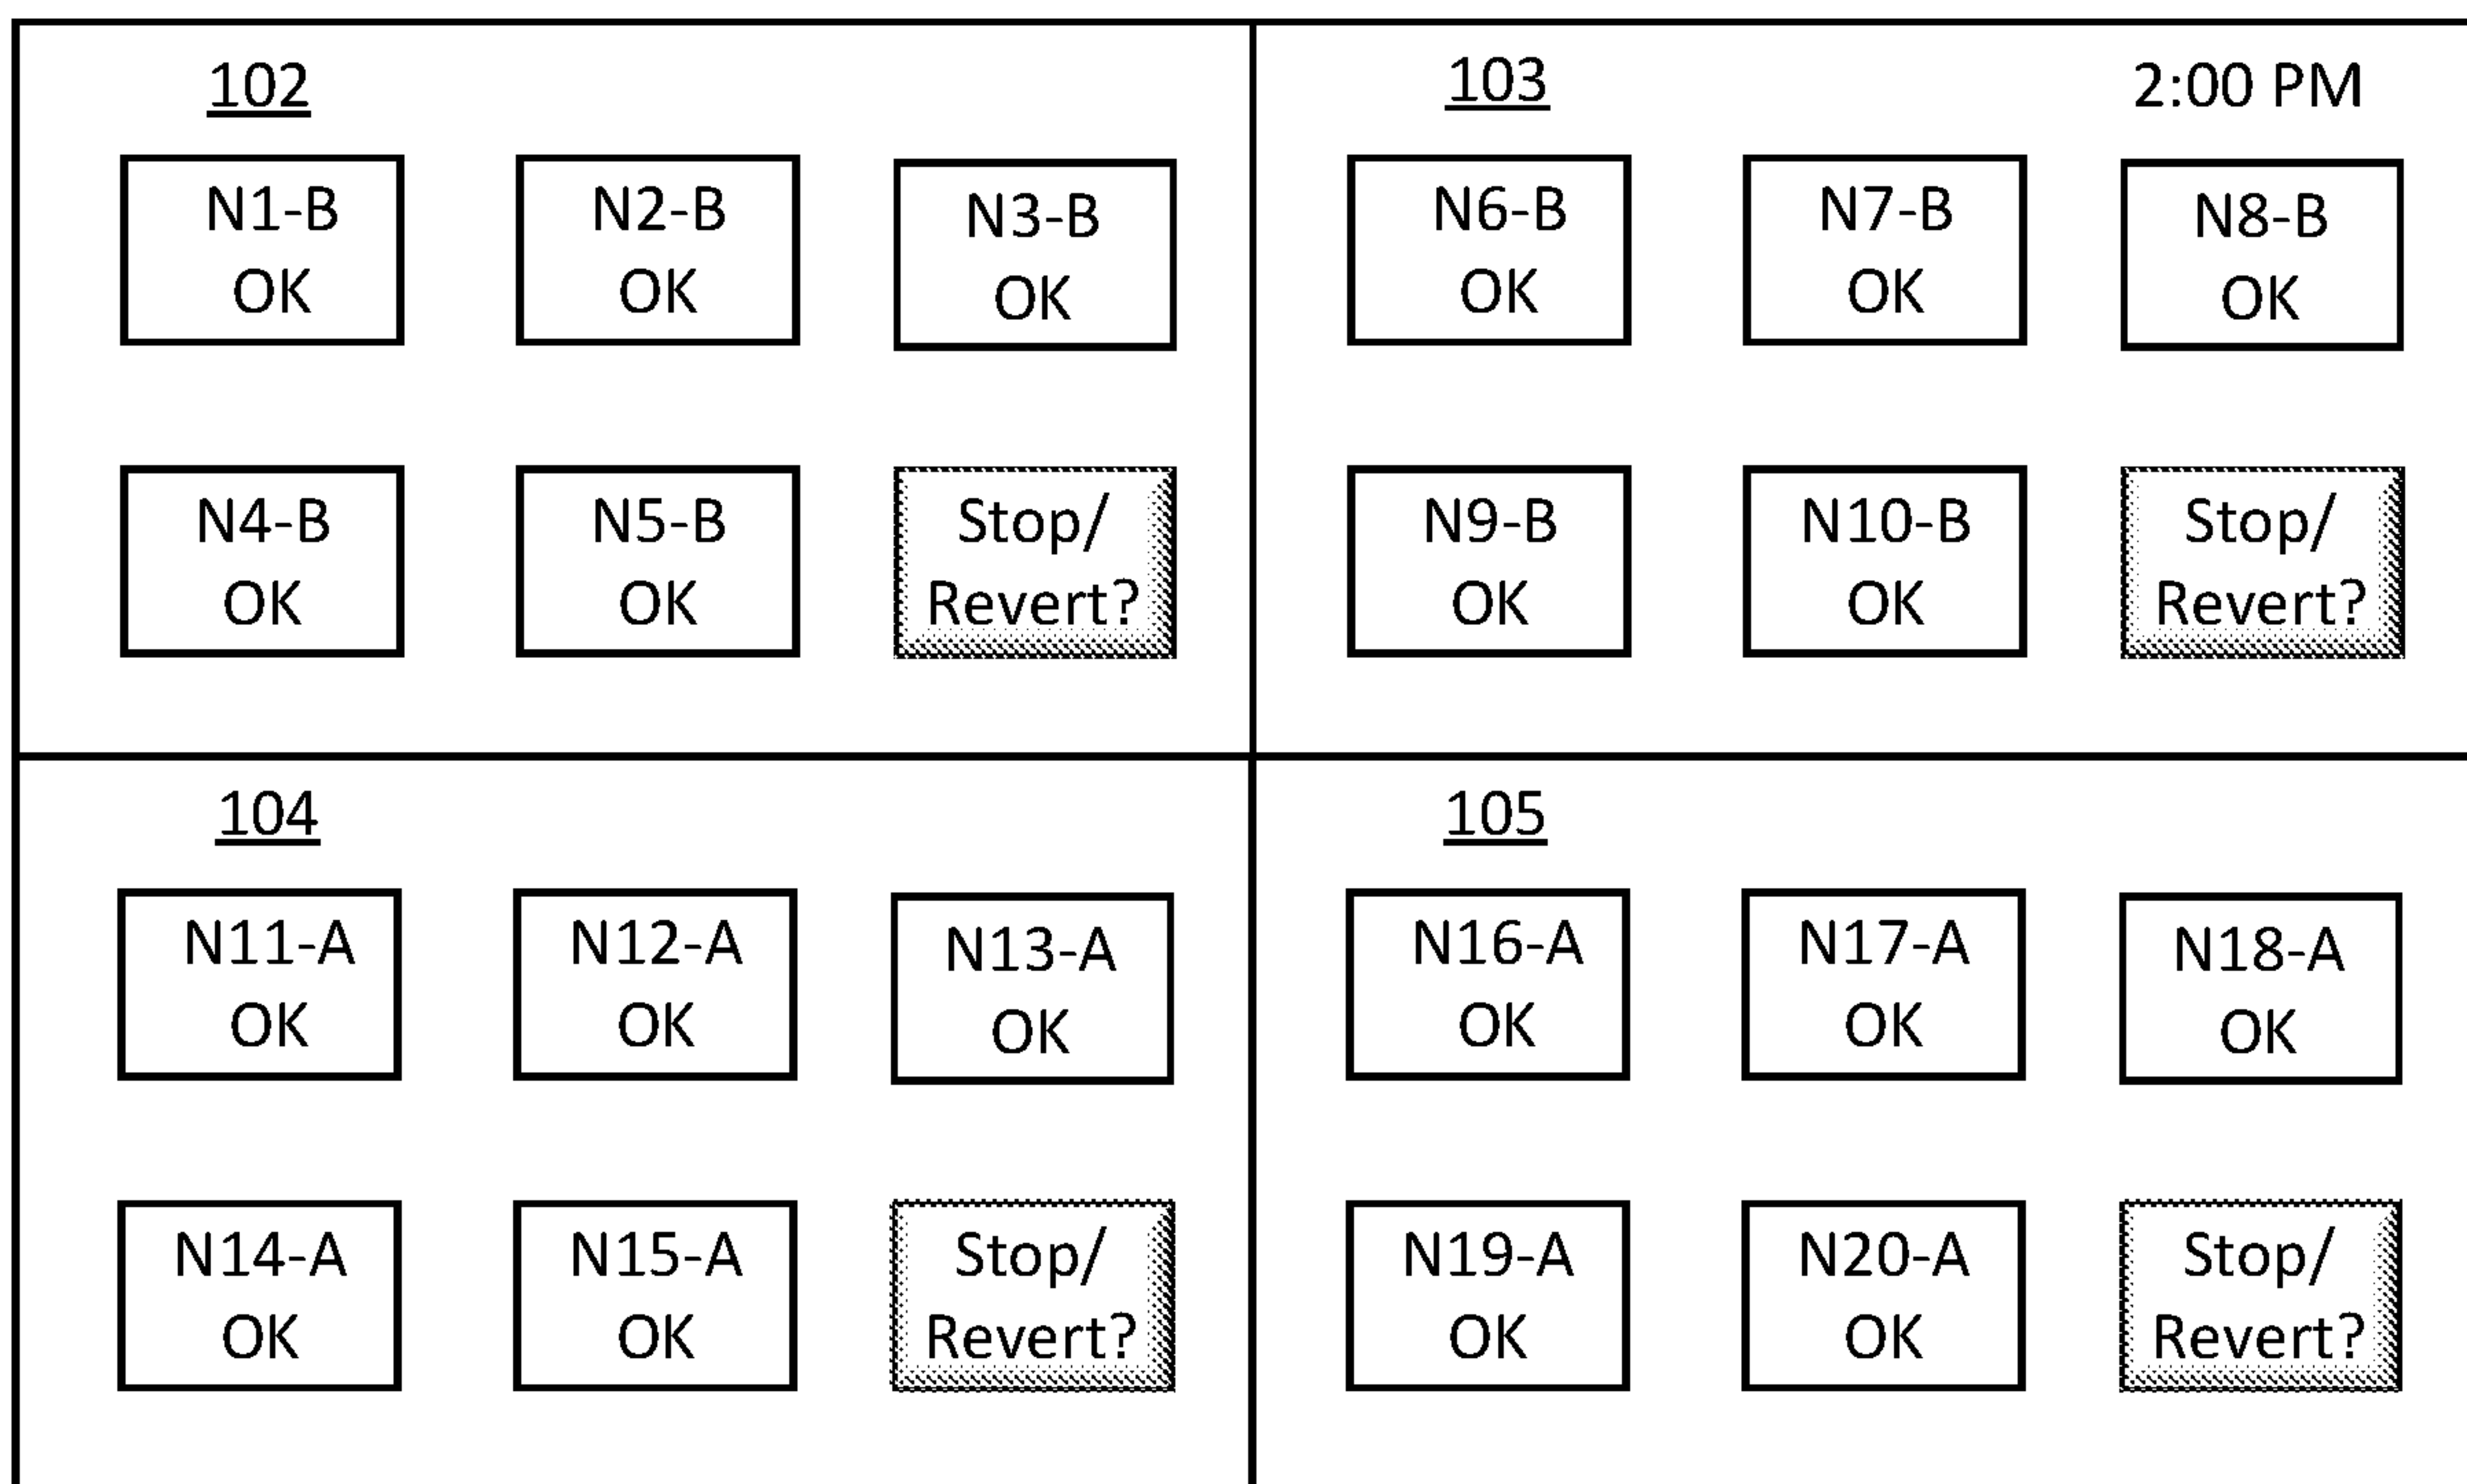 102
N1-B
OK
N2-B
OK
N3-B
OK
N4-B
OK
N5-B
OK
Stop/
Revert?
103
2:00 PM
N6-B
OK
N7-B
OK
N8-B
OK
N9-B
OK
N10-B
OK
Stop/
Revert?
104
N11-A
OK
N12-A
OK
N13-A
OK
N14-A
OK
N15-A
OK
Stop/
Revert?
105
N16-A
OK
N17-A
OK
N18-A
OK
N19-A
OK
N20-A
OK
Stop/
Revert?